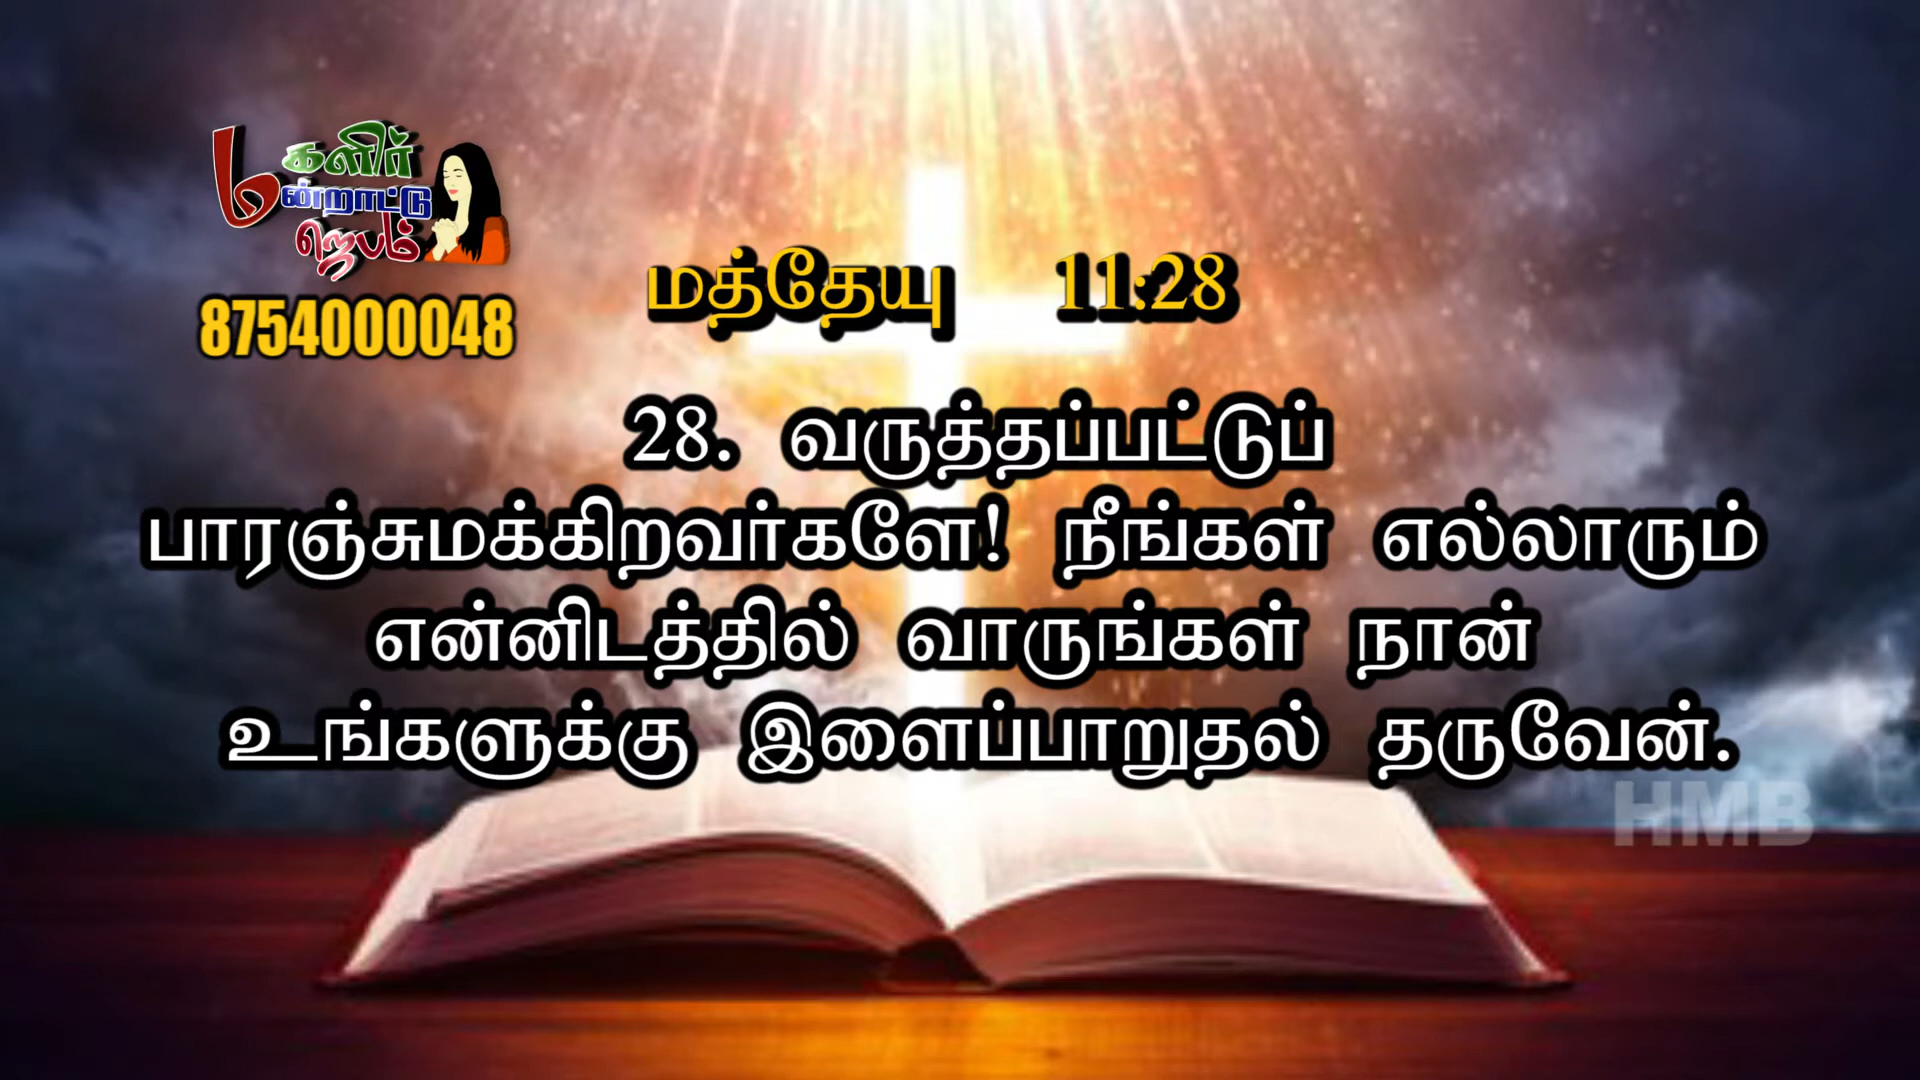 மகளிர்
மன்றாட்டு
ஜெபம்
8754000048
மத்தேயு 11:28
28. வருத்தப்பட்டுப்
பாரஞ்சுமக்கிறவர்களே! நீங்கள் எல்லாரும்
என்னிடத்தில் வாருங்கள் நான்
உங்களுக்கு இளைப்பாறுதல் தருவேன்.
HMB